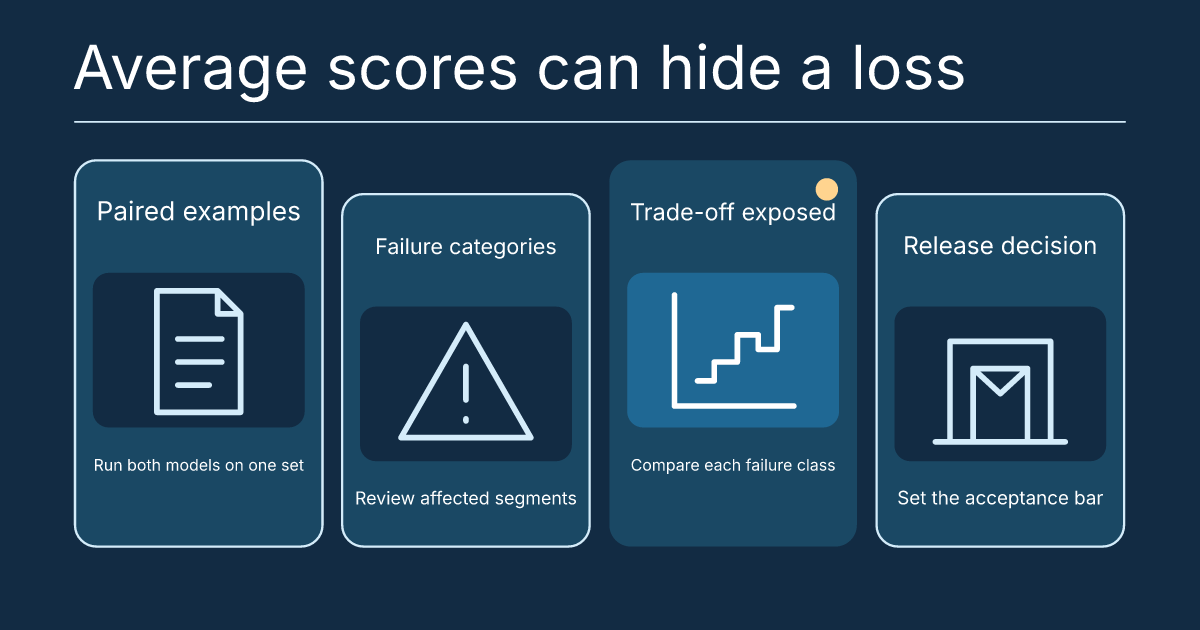 Average scores can hide a loss
Paired examples
Run both models on one set
Failure categories
Review affected segments
Trade-off exposed
Compare each failure class
Release decision
Set the acceptance bar